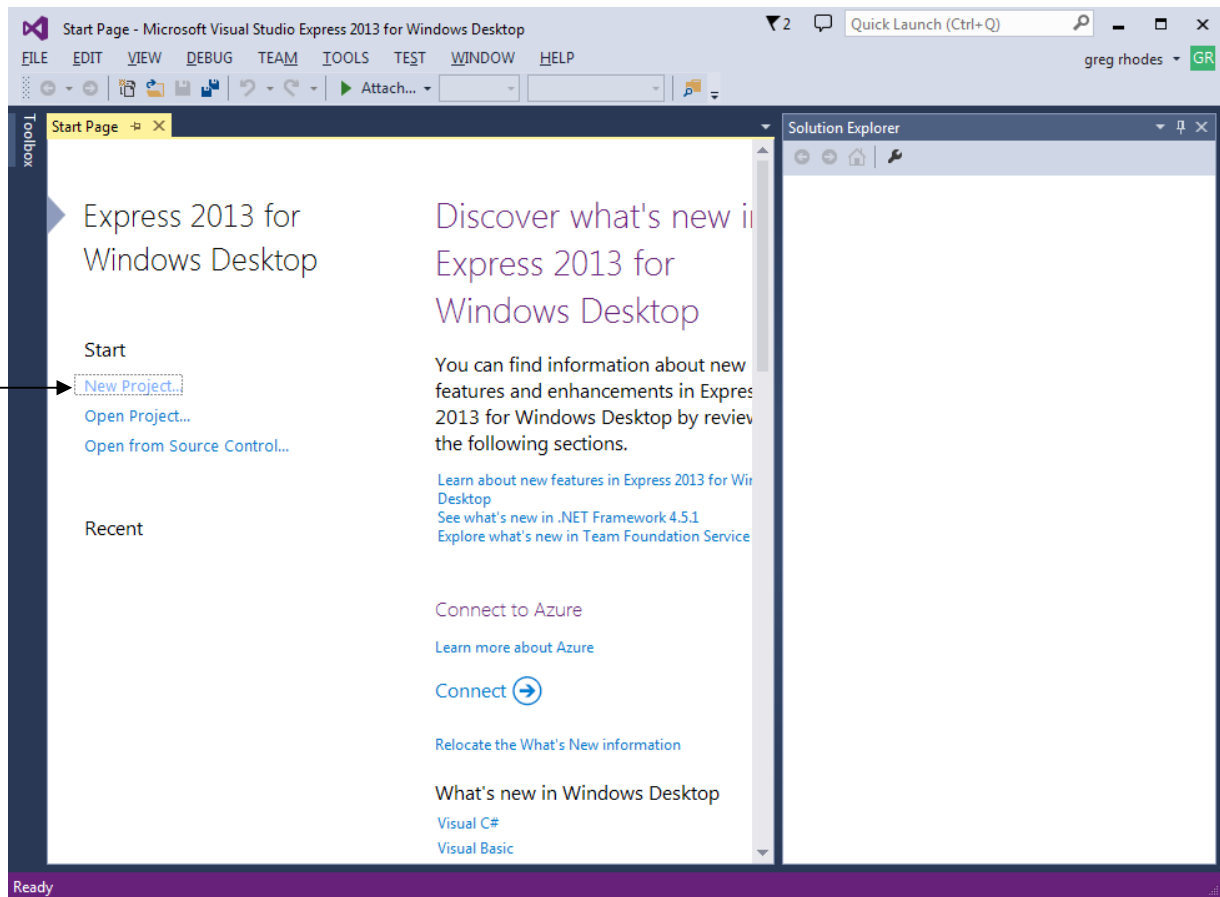 Start Page - Microsoft Visual Studio Express 2013 for Windows Desktop
2
Quick Launch (Ctrl+Q)
FILE EDIT VIEW DEBUG TEAM TOOLS TEST WINDOW HELP
greg rhodes GR
Attach...
Toolbox
Start Page
Solution Explorer
Express 2013 for
Windows Desktop
Start
New Project...
Open Project...
Open from Source Control...
Recent
Discover what's new in
Express 2013 for
Windows Desktop
You can find information about new
features and enhancements in Expres
2013 for Windows Desktop by review
the following sections.
Learn about new features in Express 2013 for Win
Desktop
See what's new in .NET Framework 4.5.1
Explore what's new in Team Foundation Service
Connect to Azure
Learn more about Azure
Connect
Relocate the What's New information
What's new in Windows Desktop
Visual C#
Visual Basic
Ready